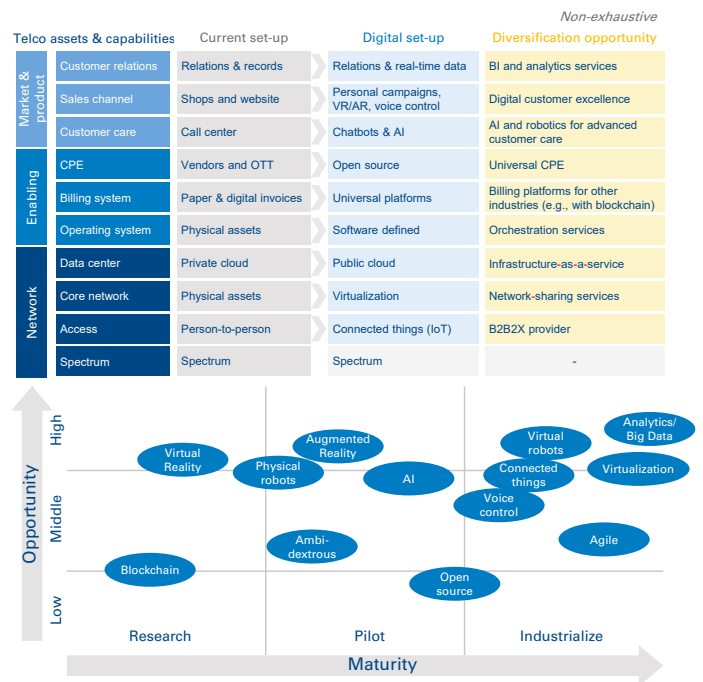 Non-exhaustive
Telco assets & capabilities Current set-up Digital set-up Diversification opportunity
Market &
product
Customer relations Relations & records Relations & real-time data BI and analytics services
Sales channel Shops and website Personal campaigns,
VR/AR, voice control Digital customer excellence
Customer care Call center Chatbots & AI AI and robotics for advanced
customer care
Enabling
CPE Vendors and OTT Open source Universal CPE
Billing system Paper & digital invoices Universal platforms Billing platforms for other
industries (e.g., with blockchain)
Operating system Physical assets Software defined Orchestration services
Network
Data center Private cloud Public cloud Infrastructure-as-a-service
Core network Physical assets Virtualization Network-sharing services
Access Person-to-person Connected things (IoT) B2B2X provider
Spectrum Spectrum Spectrum -
Opportunity
High
Middle
Low
Analytics/
Big Data
Virtual
robots
Augmented
Reality
Virtual
Reality
Physical
robots
AI
Connected
things
Virtualization
Voice
control
Ambi-
dextrous
Agile
Blockchain
Open
source
Research Pilot Industrialize
Maturity